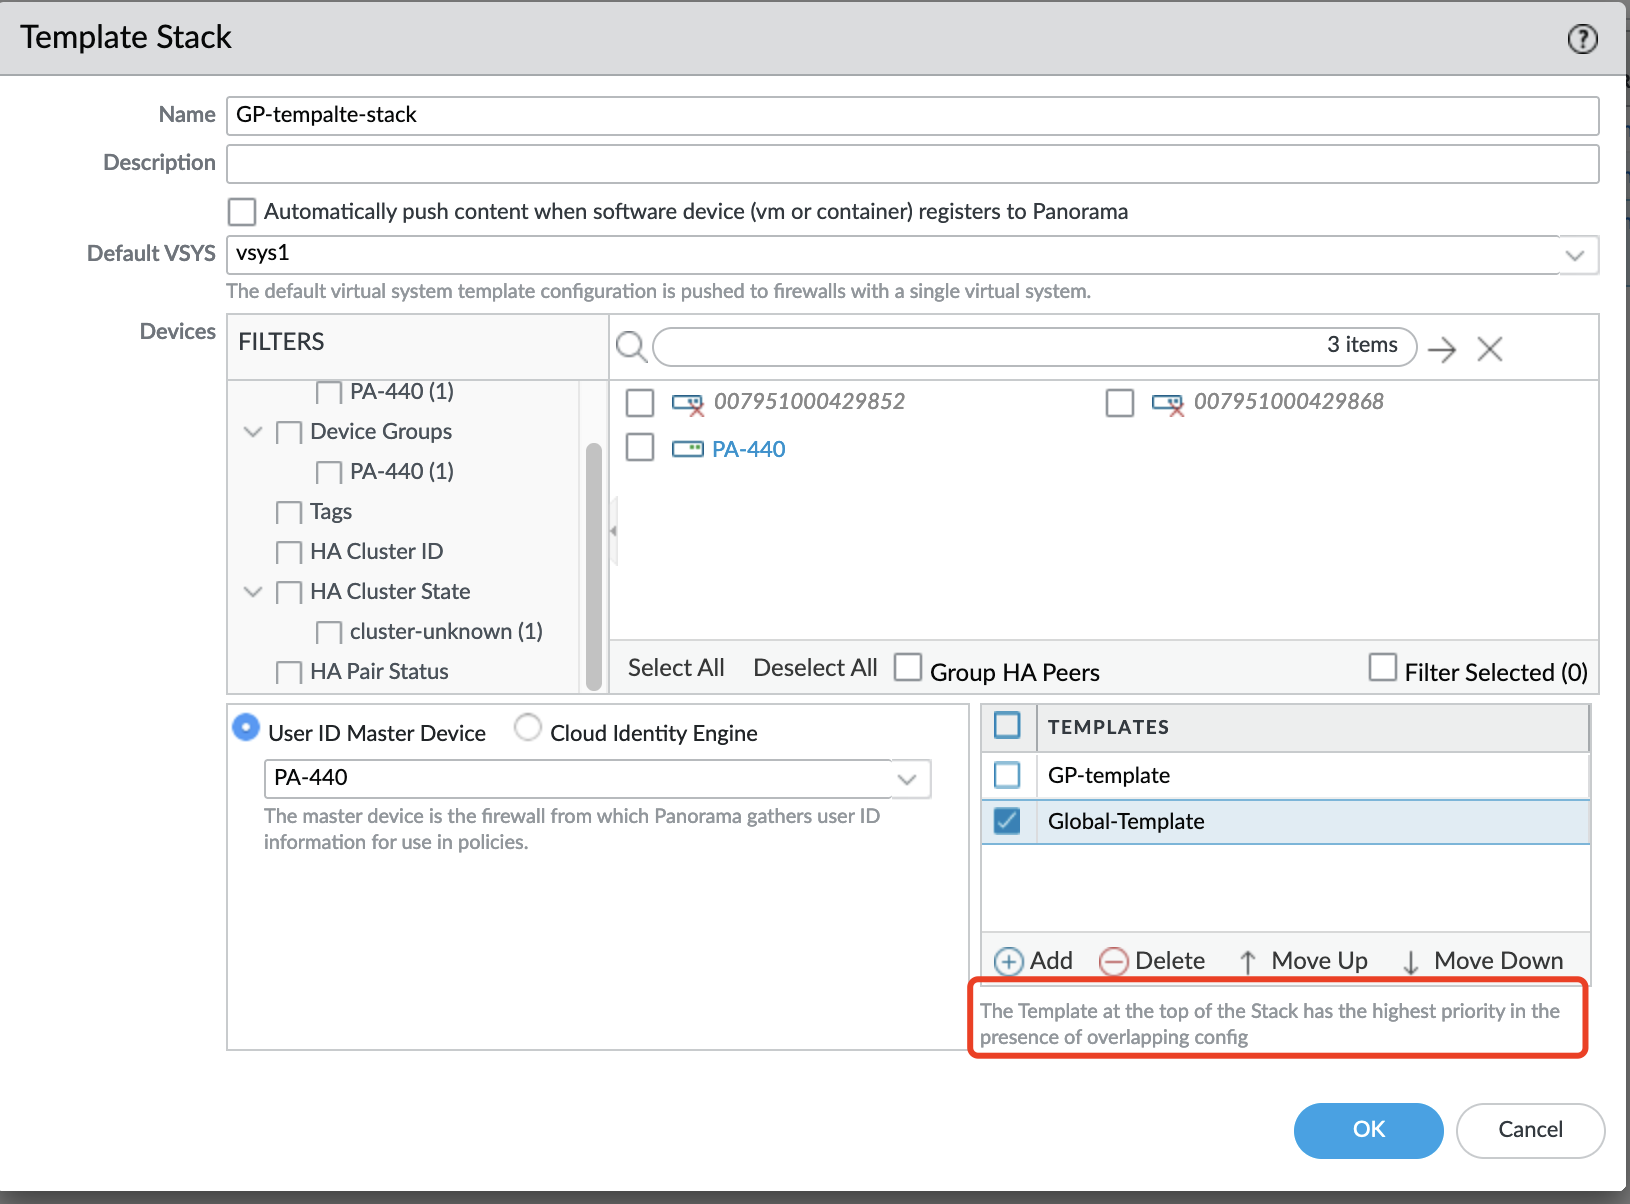 Template Stack
?
Name
GP-tempalte-stack
Description
Automatically push content when software device (vm or container) registers to Panorama
Default VSYS
vsys1
The default virtual system template configuration is pushed to firewalls with a single virtual system.
Devices
FILTERS
3 items
PA-440 (1)
Device Groups
PA-440 (1)
Tags
HA Cluster ID
HA Cluster State
cluster-unknown (1)
HA Pair Status
007951000429852
007951000429868
PA-440
Select All
Deselect All
Group HA Peers
Filter Selected (0)
User ID Master Device
Cloud Identity Engine
PA-440
The master device is the firewall from which Panorama gathers user ID
information for use in policies.
TEMPLATES
GP-template
Global-Template
Add
Delete
Move Up
Move Down
The Template at the top of the Stack has the highest priority in the
presence of overlapping config
OK
Cancel